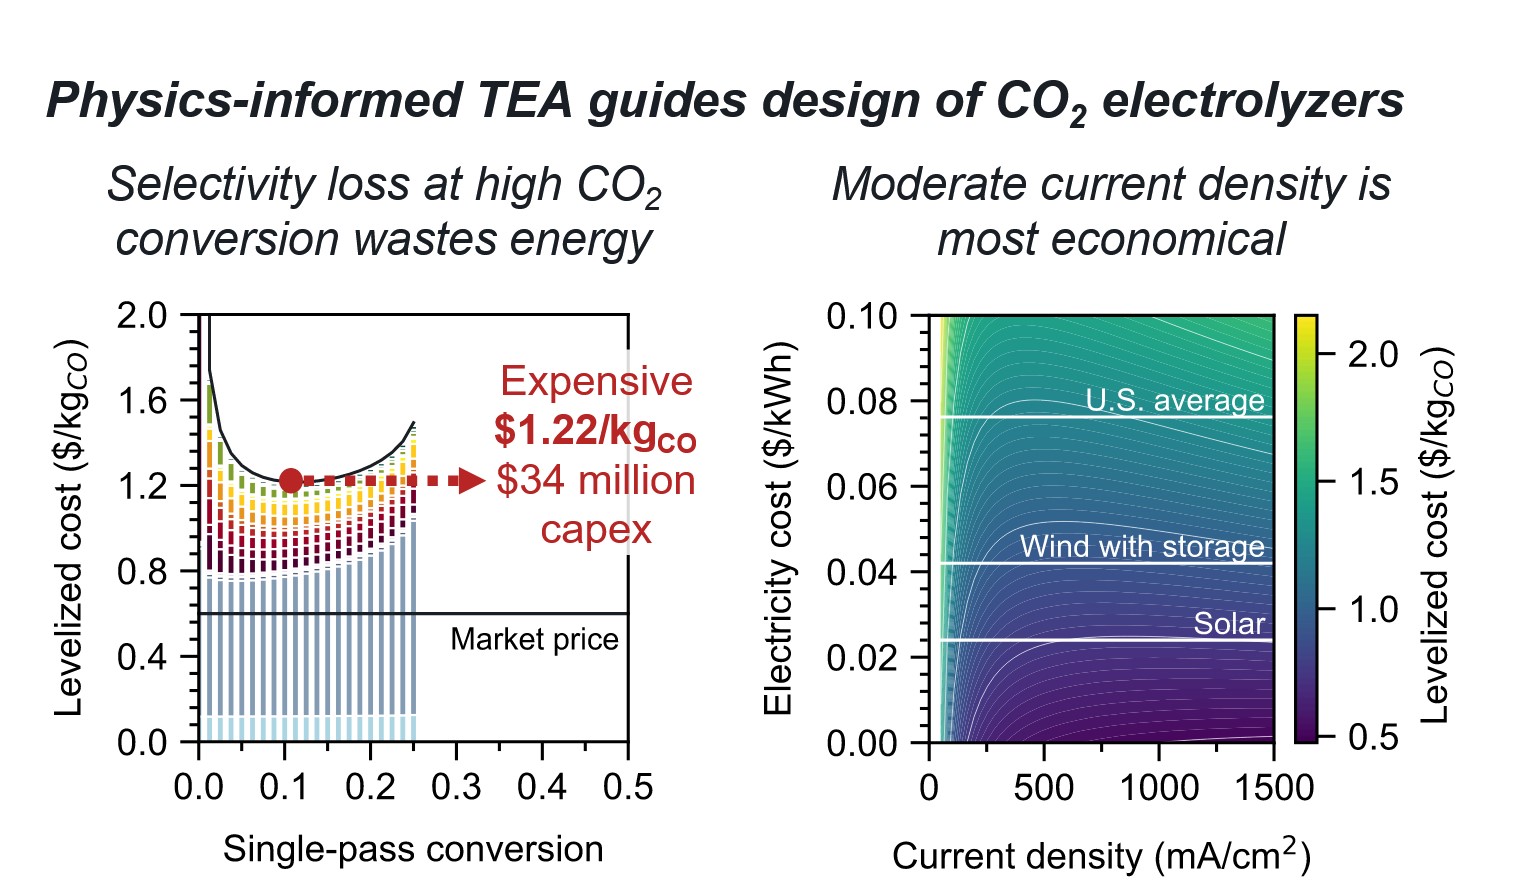 Physics-informed TEA guides design of CO₂ electrolyzers
Selectivity loss at high CO₂
conversion wastes energy
Levelized cost ($/kg_CO)
2.0
1.6
1.2
0.8
0.4
0.0
Expensive
$1.22/kg_CO
$34 million
capex
Market price
0.0 0.1 0.2 0.3 0.4 0.5
Single-pass conversion
Moderate current density is
most economical
Electricity cost ($/kWh)
0.10
0.08
0.06
0.04
0.02
0.00
U.S. average
Wind with storage
Solar
0 500 1000 1500
Current density (mA/cm²)
2.0
1.5
1.0
0.5
Levelized cost ($/kg_CO)